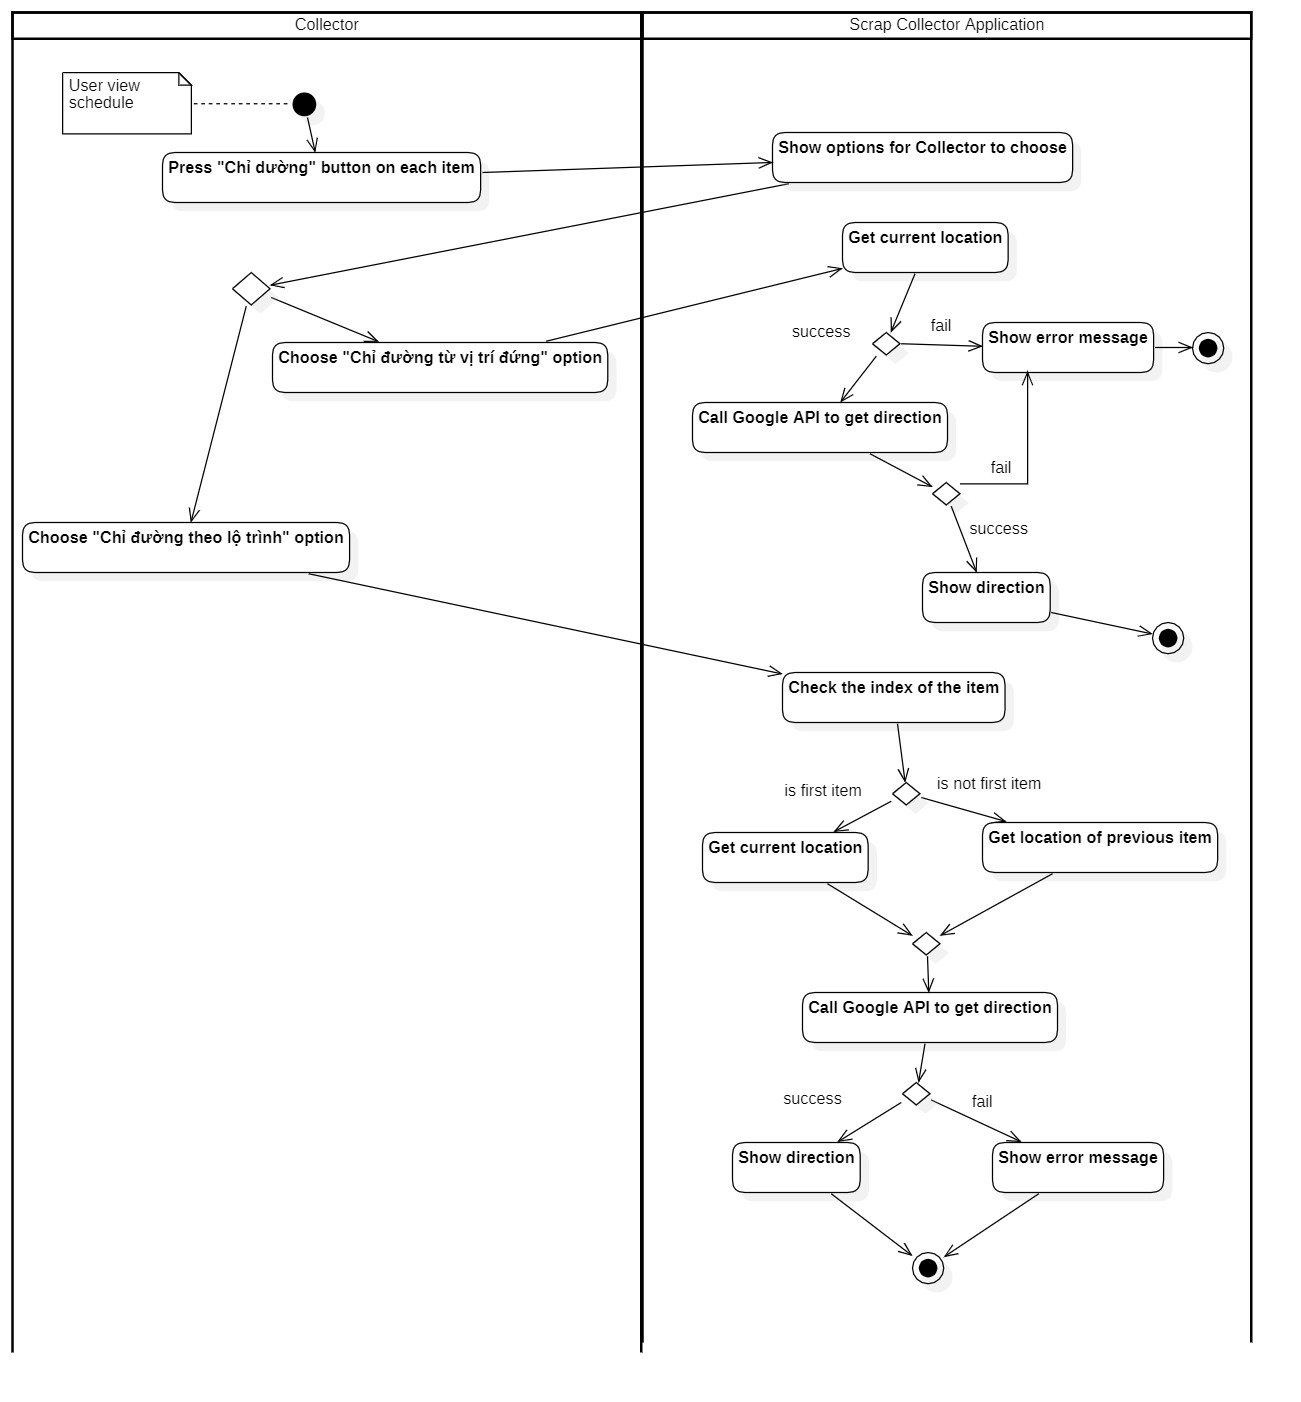 Collector
Scrap Collector Application
User view
schedule
Press "Chỉ dường" button on each item
Show options for Collector to choose
Get current location
success
fail
Show error message
Choose "Chỉ đường từ vị trí đứng" option
Call Google API to get direction
fail
success
Choose "Chỉ đường theo lộ trình" option
Show direction
Check the index of the item
is first item
is not first item
Get current location
Get location of previous item
Call Google API to get direction
success
fail
Show direction
Show error message